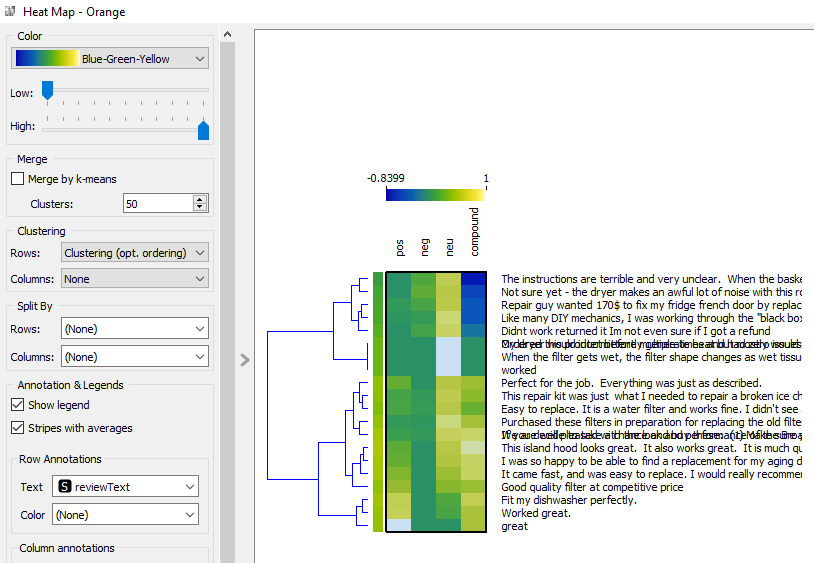 Heat Map - Orange
Color
Blue-Green-Yellow
Low:
High:
Merge
Merge by k-means
Clusters: 50
Clustering
Rows: Clustering (opt. ordering)
Columns: None
Split By
Rows: (None)
Columns: (None)
Annotation & Legends
Show legend
Stripes with averages
Row Annotations
Text S reviewText
Color (None)
Column annotations
-0.8399 1
pos neg neu compound
The instructions are terrible and very unclear. When the baske
Not sure yet - the dryer makes an awful lot of noise with this ro
Repair guy wanted 170$ to fix my fridge french door by replac
Like many DIY mechanics, I was working through the "black box
Didnt work returned it Im not even sure if I got a refund
When the filter gets wet, the filter shape changes as wet tissu
worked
Perfect for the job. Everything was just as described.
This repair kit was just what I needed to repair a broken ice ch
Easy to replace. It is a water filter and works fine. I didn't see
Purchased these filters in preparation for replacing the old filte
This island hood looks great. It also works great. It is much qu
I was so happy to be able to find a replacement for my aging d
It came fast, and was easy to replace. I would really recomme
Good quality filter at competitive price
Fit my dishwasher perfectly.
Worked great.
great